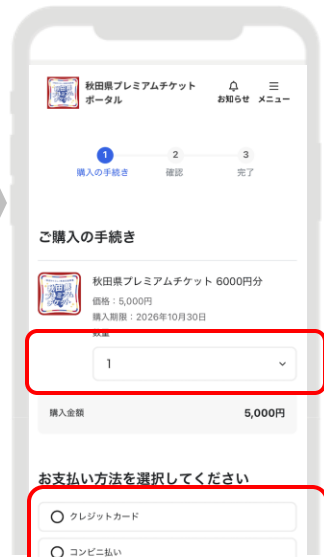 秋田県プレミアムチケット
ポータル
お知らせ メニュー
1 2 3
購入の手続き 確認 完了
ご購入の手続き
秋田県プレミアムチケット 6000円分
価格：5,000円
購入期限：2026年10月30日
数量
1
購入金額 5,000円
お支払い方法を選択してください
クレジットカード
コンビニ払い